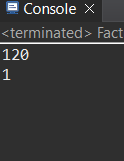 Console
<terminated> Fact
120
1